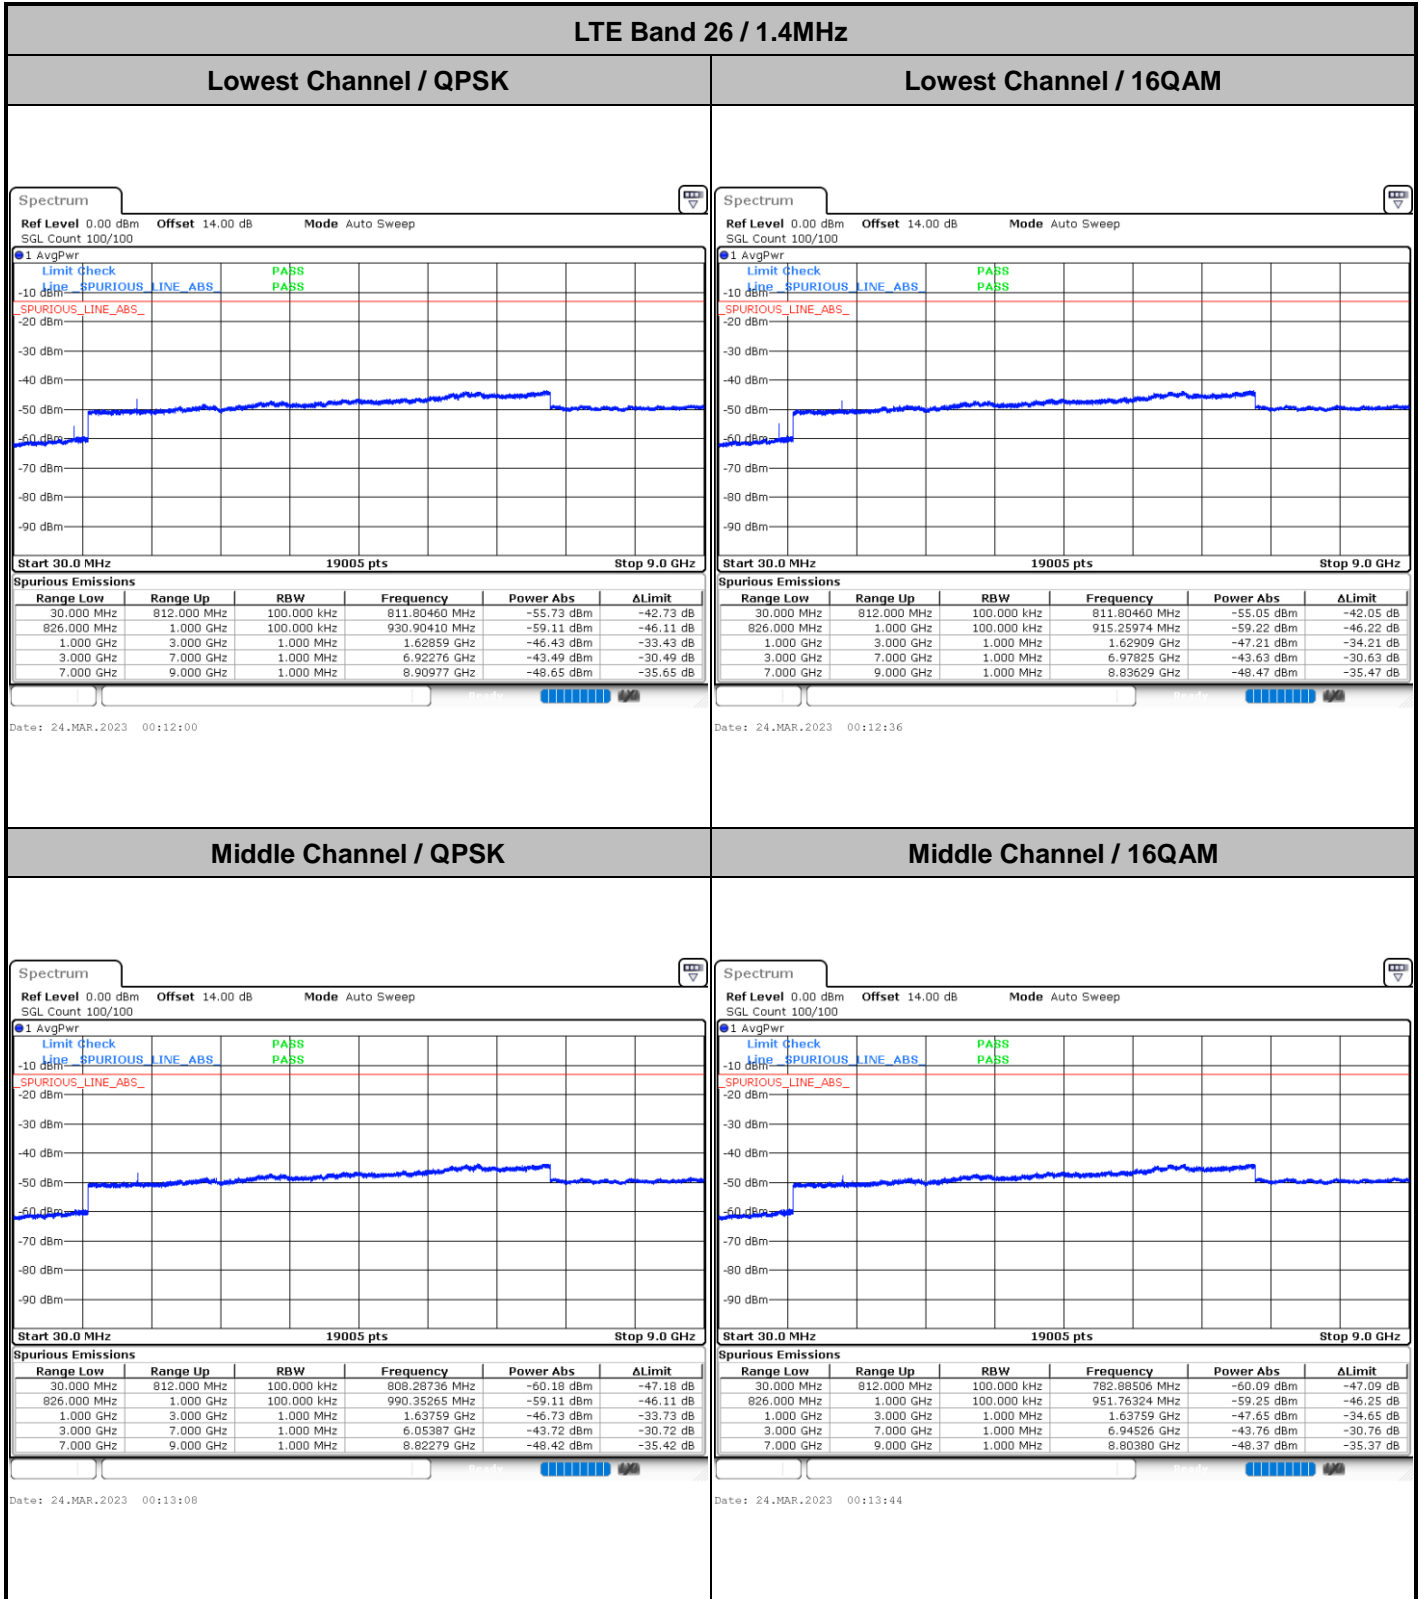 LTE Band 26 / 1.4MHz
Lowest Channel / QPSK
Lowest Channel / 16QAM
Spectrum
Ref Level 0.00 dBm Offset 14.00 dB Mode Auto Sweep
SGL Count 100/100
1 AvgPwr
Limit Check PASS
Line _SPURIOUS_LINE_ABS_ PASS
-10 dBm
_SPURIOUS_LINE_ABS_
-20 dBm
-30 dBm
-40 dBm
-50 dBm
-60 dBm
-70 dBm
-80 dBm
-90 dBm
Start 30.0 MHz 19005 pts Stop 9.0 GHz
Spurious Emissions
Range Low Range Up RBW Frequency Power Abs ΔLimit
30.000 MHz 812.000 MHz 100.000 kHz 811.80460 MHz -55.73 dBm -42.73 dB
826.000 MHz 1.000 GHz 100.000 kHz 930.90410 MHz -59.11 dBm -46.11 dB
1.000 GHz 3.000 GHz 1.000 MHz 1.62859 GHz -46.43 dBm -33.43 dB
3.000 GHz 7.000 GHz 1.000 MHz 6.92276 GHz -43.49 dBm -30.49 dB
7.000 GHz 9.000 GHz 1.000 MHz 8.90977 GHz -48.65 dBm -35.65 dB
Date: 24.MAR.2023 00:12:00
Spectrum
Ref Level 0.00 dBm Offset 14.00 dB Mode Auto Sweep
SGL Count 100/100
1 AvgPwr
Limit Check PASS
Line _SPURIOUS_LINE_ABS_ PASS
-10 dBm
_SPURIOUS_LINE_ABS_
-20 dBm
-30 dBm
-40 dBm
-50 dBm
-60 dBm
-70 dBm
-80 dBm
-90 dBm
Start 30.0 MHz 19005 pts Stop 9.0 GHz
Spurious Emissions
Range Low Range Up RBW Frequency Power Abs ΔLimit
30.000 MHz 812.000 MHz 100.000 kHz 811.80460 MHz -55.05 dBm -42.05 dB
826.000 MHz 1.000 GHz 100.000 kHz 915.25974 MHz -59.22 dBm -46.22 dB
1.000 GHz 3.000 GHz 1.000 MHz 1.62909 GHz -47.21 dBm -34.21 dB
3.000 GHz 7.000 GHz 1.000 MHz 6.97825 GHz -43.63 dBm -30.63 dB
7.000 GHz 9.000 GHz 1.000 MHz 8.83629 GHz -48.47 dBm -35.47 dB
Date: 24.MAR.2023 00:12:36
Middle Channel / QPSK
Middle Channel / 16QAM
Spectrum
Ref Level 0.00 dBm Offset 14.00 dB Mode Auto Sweep
SGL Count 100/100
1 AvgPwr
Limit Check PASS
Line _SPURIOUS_LINE_ABS_ PASS
-10 dBm
_SPURIOUS_LINE_ABS_
-20 dBm
-30 dBm
-40 dBm
-50 dBm
-60 dBm
-70 dBm
-80 dBm
-90 dBm
Start 30.0 MHz 19005 pts Stop 9.0 GHz
Spurious Emissions
Range Low Range Up RBW Frequency Power Abs ΔLimit
30.000 MHz 812.000 MHz 100.000 kHz 808.28736 MHz -60.18 dBm -47.18 dB
826.000 MHz 1.000 GHz 100.000 kHz 990.35265 MHz -59.11 dBm -46.11 dB
1.000 GHz 3.000 GHz 1.000 MHz 1.63759 GHz -46.73 dBm -33.73 dB
3.000 GHz 7.000 GHz 1.000 MHz 6.05387 GHz -43.72 dBm -30.72 dB
7.000 GHz 9.000 GHz 1.000 MHz 8.82279 GHz -48.42 dBm -35.42 dB
Date: 24.MAR.2023 00:13:08
Spectrum
Ref Level 0.00 dBm Offset 14.00 dB Mode Auto Sweep
SGL Count 100/100
1 AvgPwr
Limit Check PASS
Line _SPURIOUS_LINE_ABS_ PASS
-10 dBm
_SPURIOUS_LINE_ABS_
-20 dBm
-30 dBm
-40 dBm
-50 dBm
-60 dBm
-70 dBm
-80 dBm
-90 dBm
Start 30.0 MHz 19005 pts Stop 9.0 GHz
Spurious Emissions
Range Low Range Up RBW Frequency Power Abs ΔLimit
30.000 MHz 812.000 MHz 100.000 kHz 782.88506 MHz -60.09 dBm -47.09 dB
826.000 MHz 1.000 GHz 100.000 kHz 951.76324 MHz -59.25 dBm -46.25 dB
1.000 GHz 3.000 GHz 1.000 MHz 1.63759 GHz -47.65 dBm -34.65 dB
3.000 GHz 7.000 GHz 1.000 MHz 6.94526 GHz -43.76 dBm -30.76 dB
7.000 GHz 9.000 GHz 1.000 MHz 8.80380 GHz -48.37 dBm -35.37 dB
Date: 24.MAR.2023 00:13:44